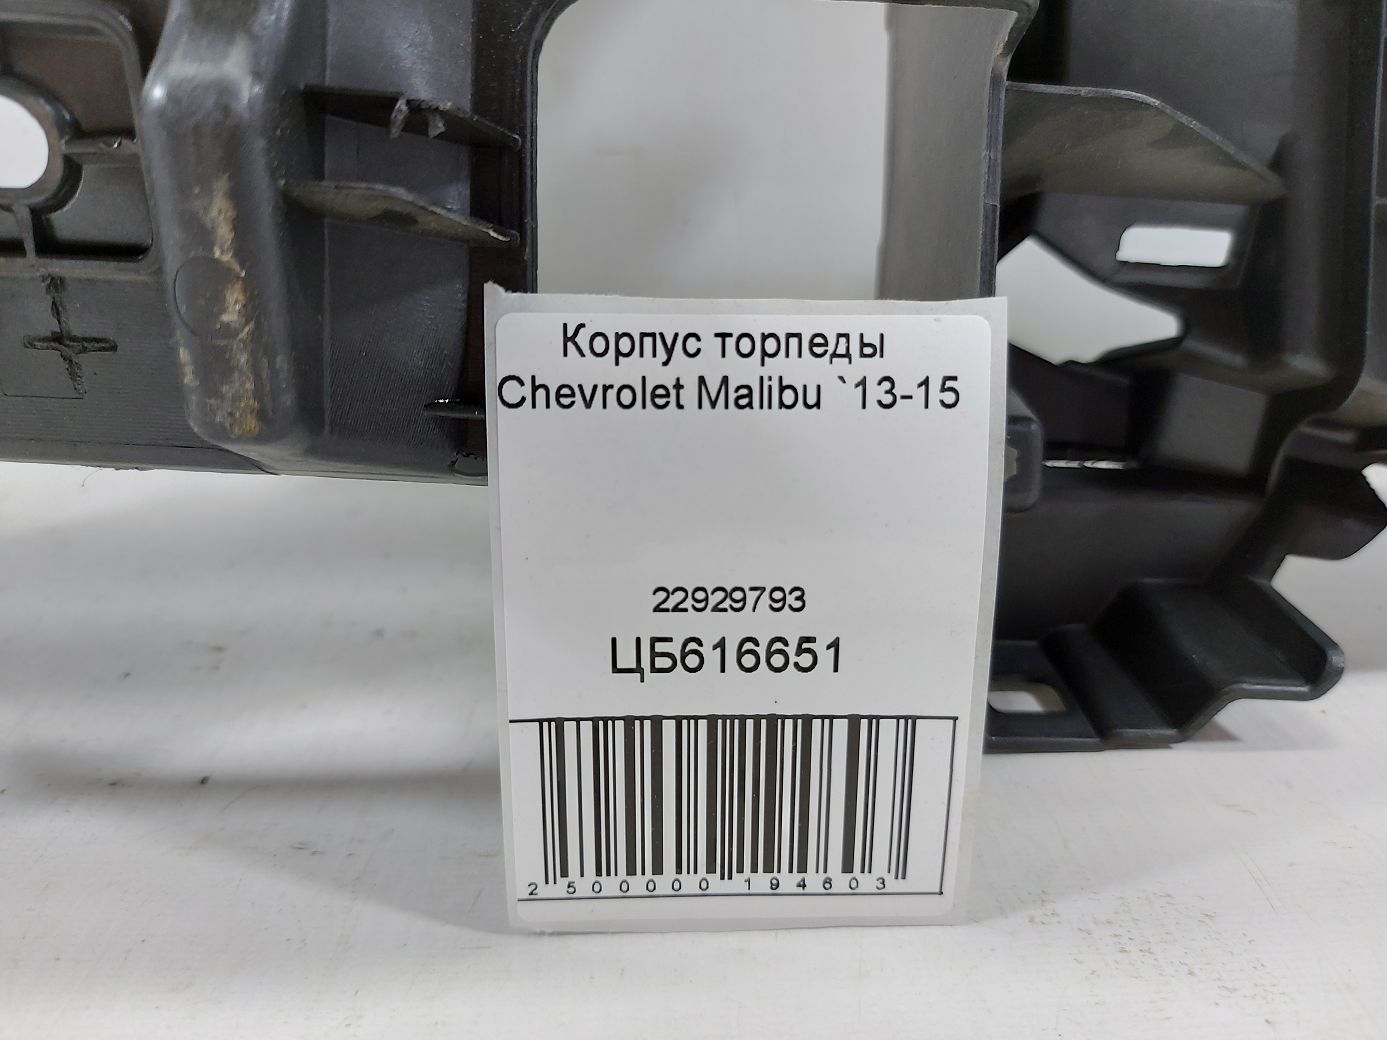 Корпус торпеды
Chevrolet Malibu `13-15
22929793
ЦБ616651
2 500000 194603